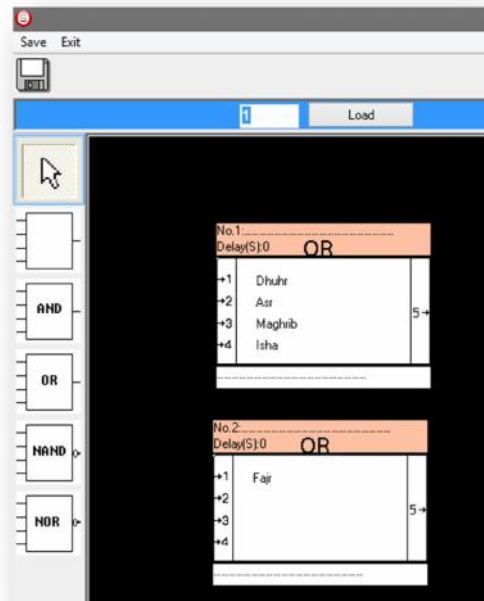 Save Exit
1 Load
AND
OR
NAND
NOR
No.1:
Delay(S):0 OR
1 Dhuhr
2 Asr
3 Maghrib
4 Isha
5
No.2:
Delay(S):0 OR
1 Fajr
2
3
4
5